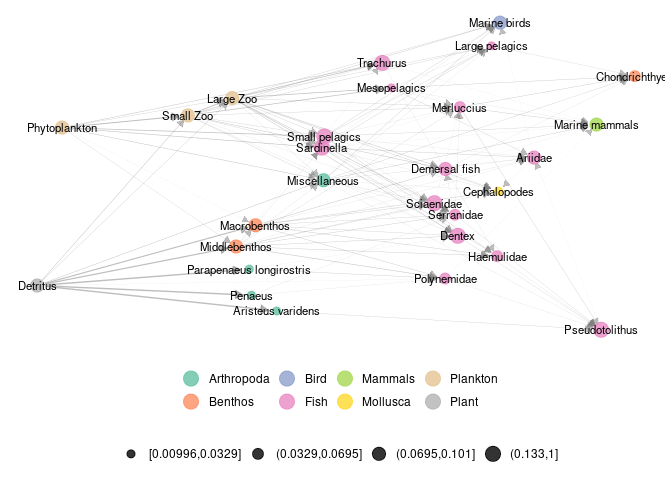 Marine birds
Large pelagics
Trachurus
Chondrichthye
Mesopelagics
Large Zoo
Merluccius
Small Zoo
Phytoplankton
Marine mammals
Small pelagics
Sardinella
Ariidae
Demersal fish
Miscellaneous
Cephalopodes
Sciaenidae
Serranidae
Macrobenthos
Dentex
Middlebenthos
Haemulidae
Parapenaeus longirostris
Polynemidae
Detritus
Penaeus
Aristeus varidens
Pseudotolithus
Arthropoda Bird Mammals Plankton
Benthos Fish Mollusca Plant
[0.00996,0.0329] (0.0329,0.0695] (0.0695,0.101] (0.133,1]